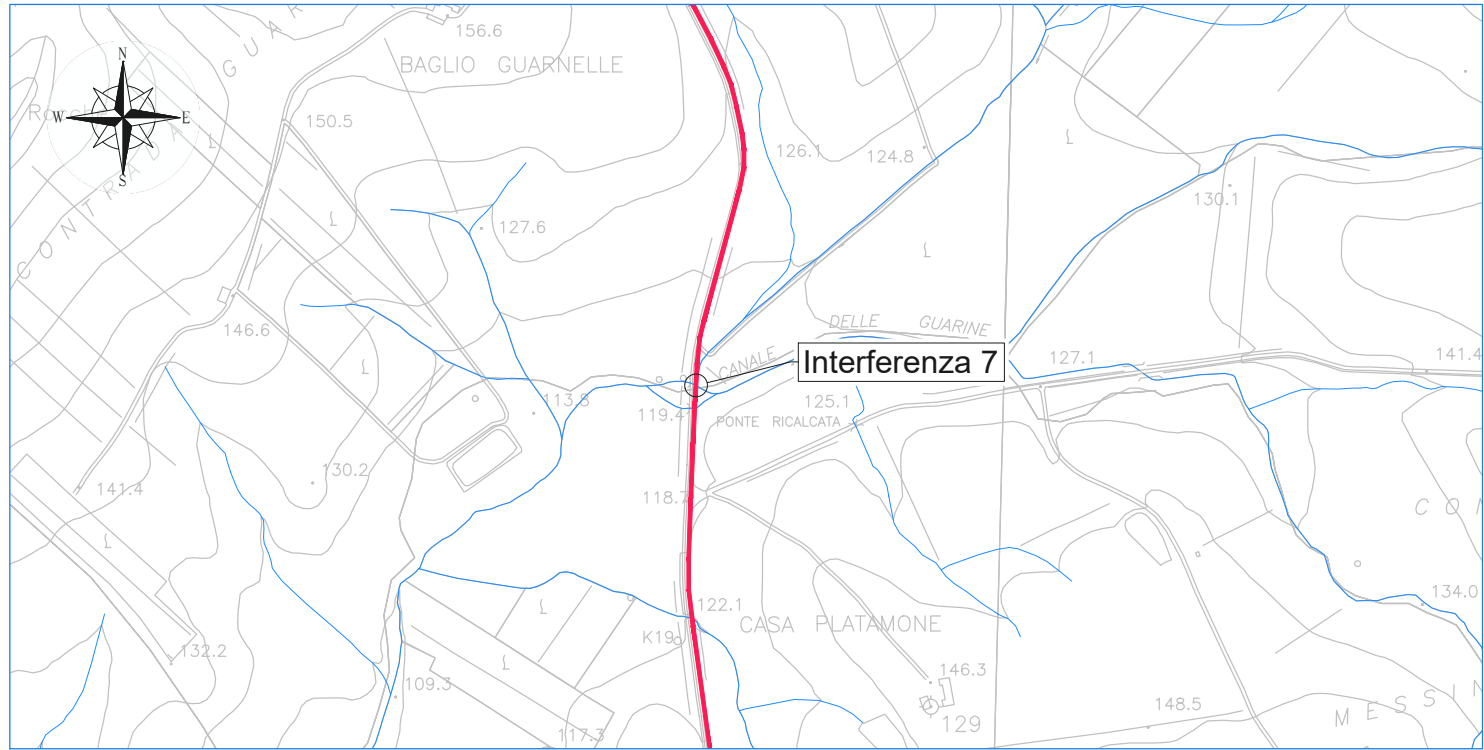 156.6
BAGLIO GUARNELLE
N
W
E
S
CONTRADA GUAR
150.5
126.1
124.8
130.1
127.6
146.6
CANALE DELLE GUARINE
Interferenza 7
127.1
141.4
113.8
119.4
125.1
PONTE RICALCATA
130.2
141.4
118.7
134.0
122.1
K19
CASA PLATAMONE
132.2
109.3
146.3
129
148.5
117.3
MESSIN